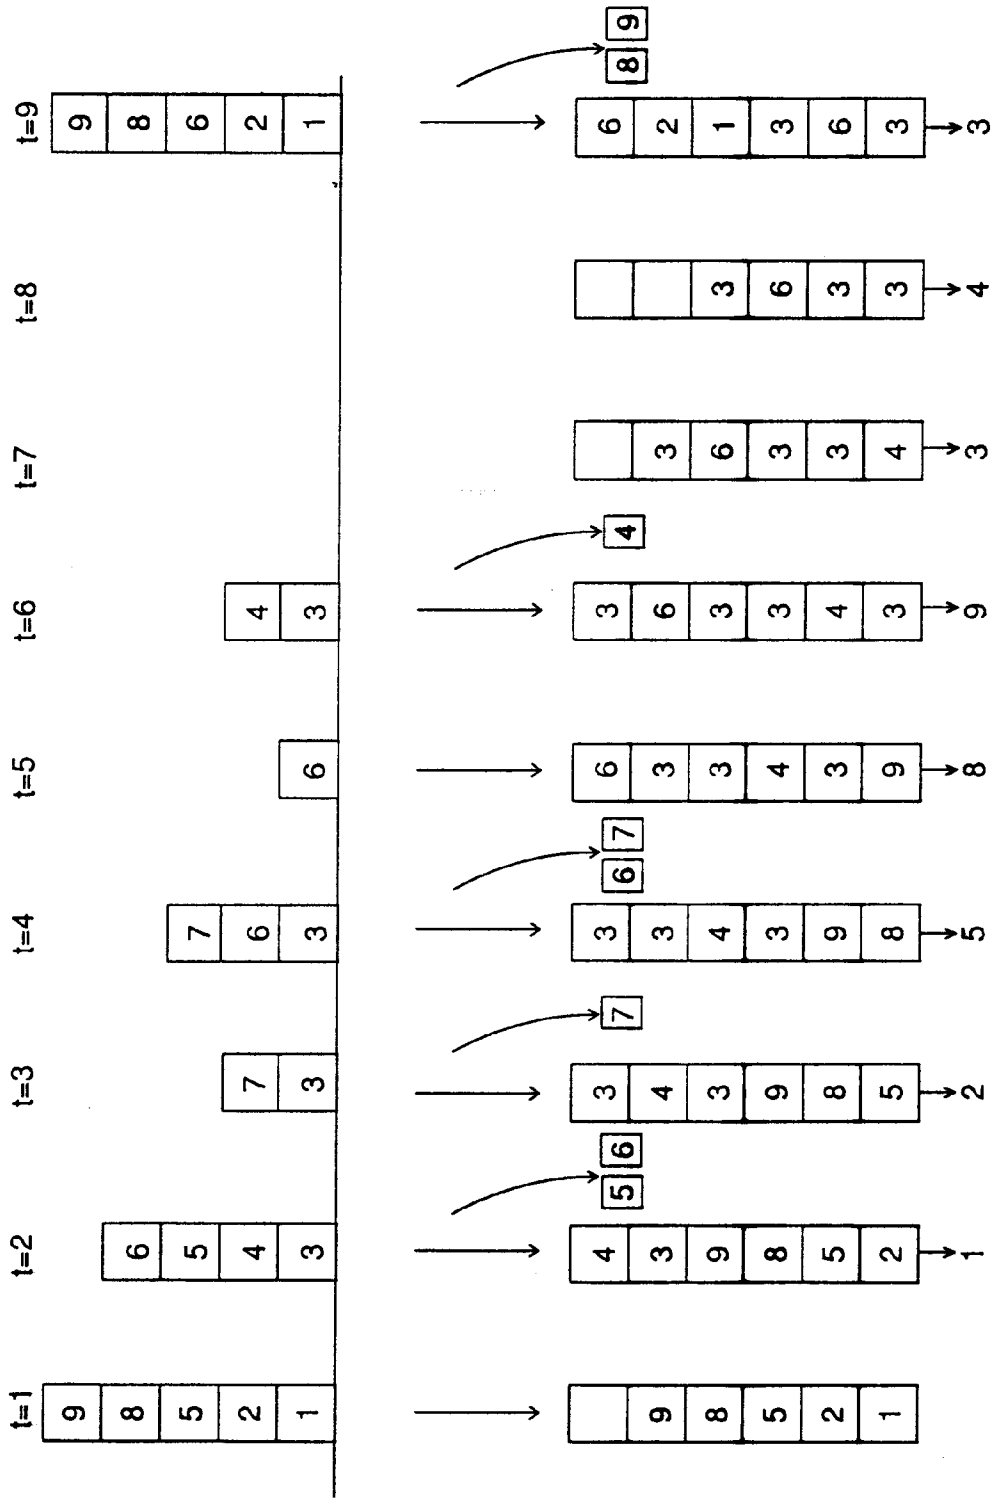 t=1 t=2 t=3 t=4 t=5 t=6 t=7 t=8 t=9
9 9
8 6 8
5 5 7 6
2 4 7 6 4 2
1 3 3 3 6 3 1
4 5 6 3 7 3 6 7 6 3 4 6 8 9
9 3 4 3 3 6 3 2
8 9 3 4 3 3 6 3 1
5 8 9 3 4 3 3 6 3
2 5 8 9 3 4 3 3 6
1 2 5 8 9 3 4 3 3
1 2 5 8 9 3 4 3